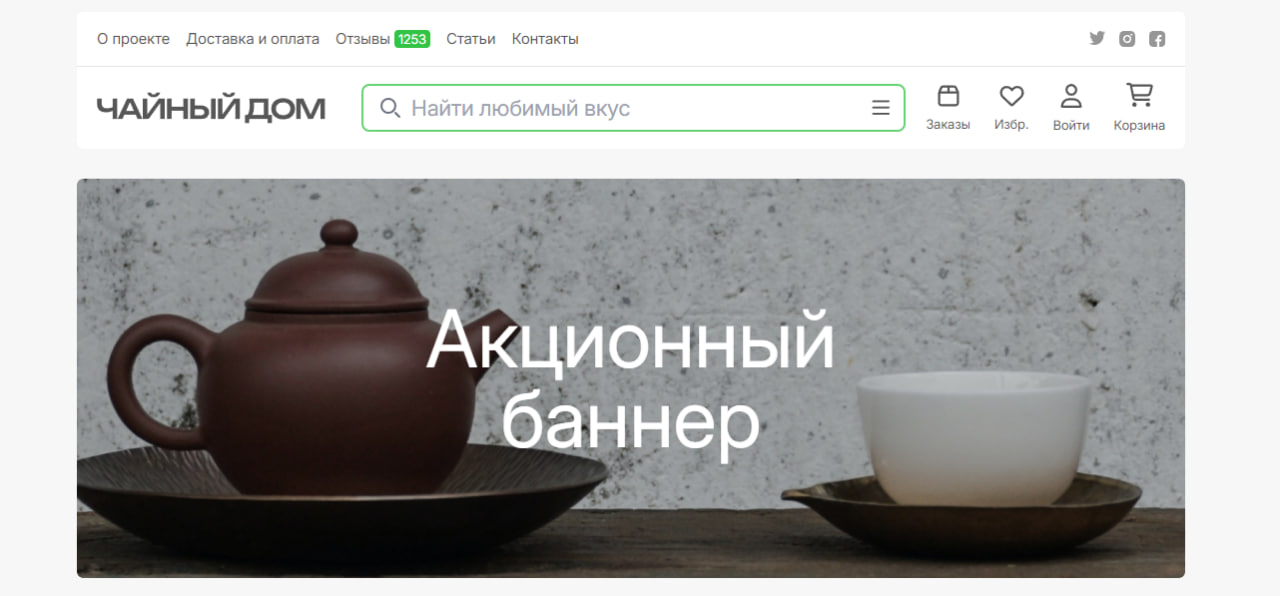 О проекте Доставка и оплата Отзывы 1253 Статьи Контакты
ЧАЙНЫЙ ДОМ Найти любимый вкус Заказы Избр. Войти Корзина
Акционный
баннер